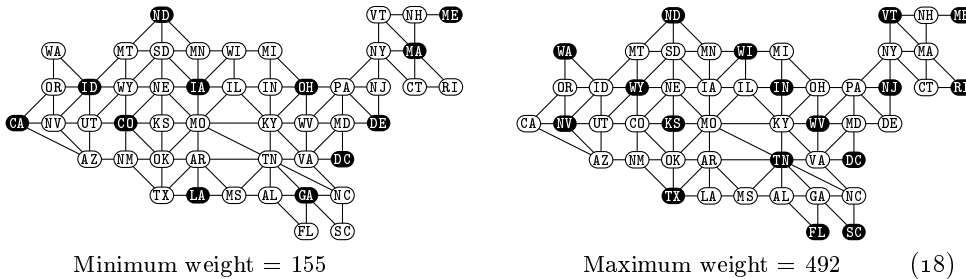 ND VT NH ME ND VT NH ME
WA MT SD MN WI MI NY MA WA MT SD MN WI MI NY MA
OR ID WY NE IA IL IN OH PA NJ CT RI OR ID WY NE IA IL IN OH PA NJ CT RI
CA NV UT CO KS MO KY WV MD DE CA NV UT CO KS MO KY WV MD DE
AZ NM OK AR TN VA DC AZ NM OK AR TN VA DC
TX LA MS AL GA NC TX LA MS AL GA NC
FL SC FL SC
Minimum weight = 155 Maximum weight = 492 (18)